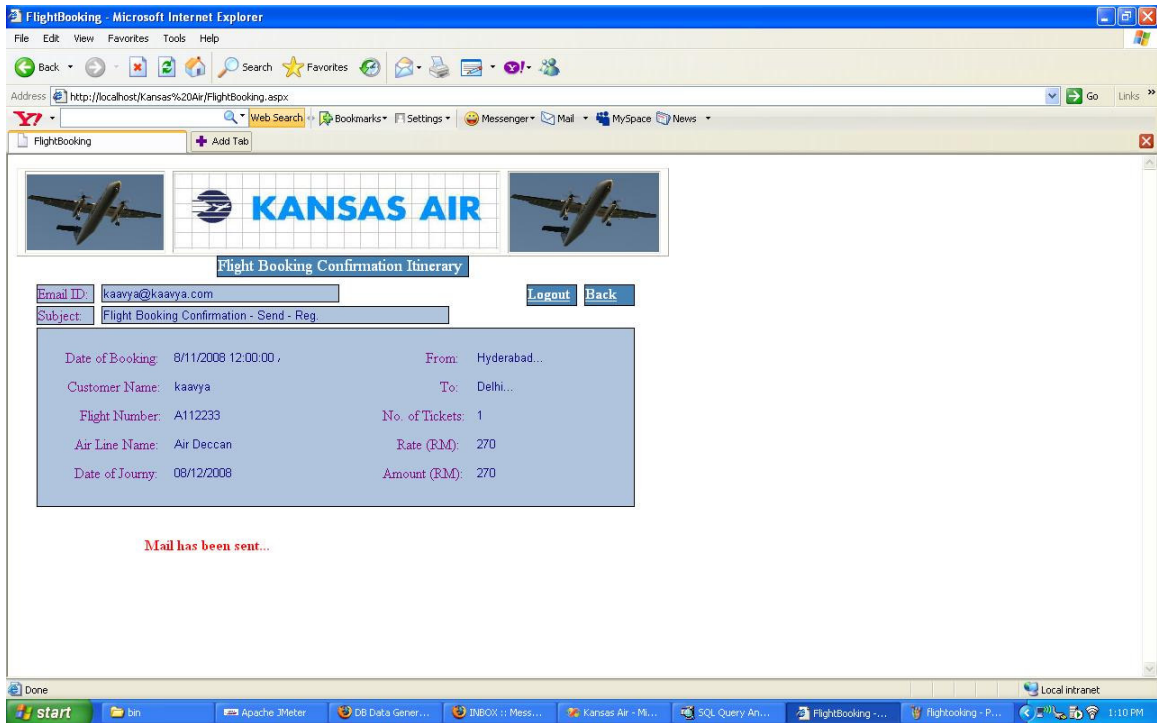 FlightBooking - Microsoft Internet Explorer
File Edit View Favorites Tools Help
Back Search Favorites
Address http://localhost/Kansas%20Air/FlightBooking.aspx Go Links »
Y7 Web Search Bookmarks Settings Messenger Mail MySpace News
FlightBooking Add Tab
KANSAS AIR
Flight Booking Confirmation Itinerary
Email ID: kaavya@kaavya.com Logout Back
Subject: Flight Booking Confirmation - Send - Reg.
Date of Booking: 8/11/2008 12:00:00 From: Hyderabad...
Customer Name: kaavya To: Delhi...
Flight Number: A112233 No. of Tickets: 1
Air Line Name: Air Deccan Rate (RM): 270
Date of Journy: 08/12/2008 Amount (RM): 270
Mail has been sent...
Done Local intranet
start bin Apache JMeter DB Data Gener... INBOX :: Mess... Kansas Air - Mi... SQL Query An... FlightBooking -... flightooking - P... 1:10 PM